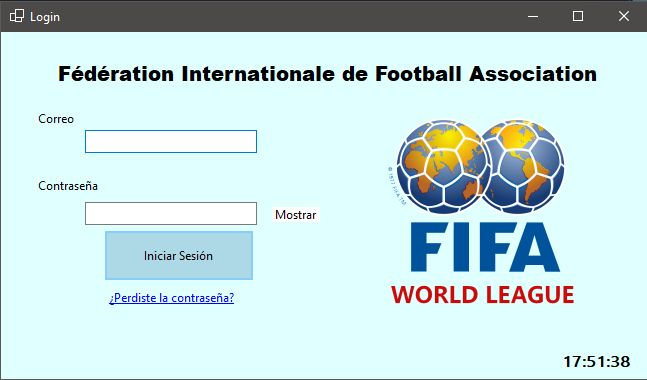 Login
Fédération Internationale de Football Association
Correo
Contraseña
Mostrar
Iniciar Sesión
¿Perdiste la contraseña?
FIFA
WORLD LEAGUE
17:51:38